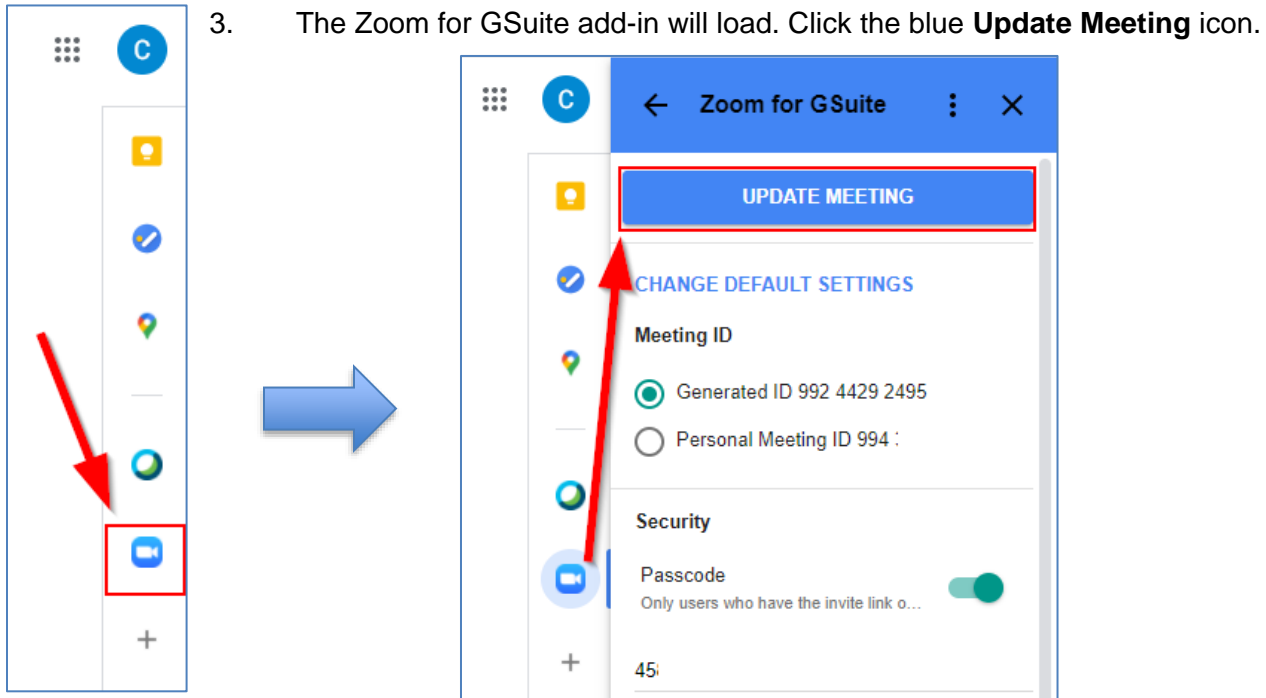 3. The Zoom for GSuite add-in will load. Click the blue Update Meeting icon.
C
C
Zoom for GSuite
UPDATE MEETING
CHANGE DEFAULT SETTINGS
Meeting ID
Generated ID 992 4429 2495
Personal Meeting ID 994
Security
Passcode
Only users who have the invite link o...
45